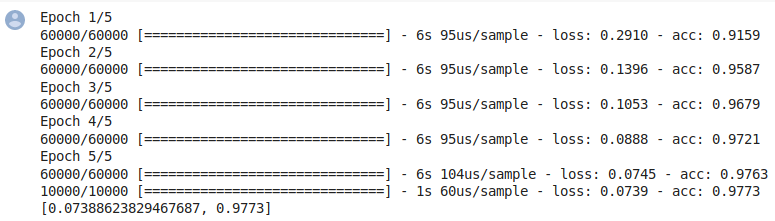 Epoch 1/5
60000/60000 [==============================] - 6s 95us/sample - loss: 0.2910 - acc: 0.9159
Epoch 2/5
60000/60000 [==============================] - 6s 95us/sample - loss: 0.1396 - acc: 0.9587
Epoch 3/5
60000/60000 [==============================] - 6s 95us/sample - loss: 0.1053 - acc: 0.9679
Epoch 4/5
60000/60000 [==============================] - 6s 95us/sample - loss: 0.0888 - acc: 0.9721
Epoch 5/5
60000/60000 [==============================] - 6s 104us/sample - loss: 0.0745 - acc: 0.9763
10000/10000 [==============================] - 1s 60us/sample - loss: 0.0739 - acc: 0.9773
[0.07388623829467687, 0.9773]